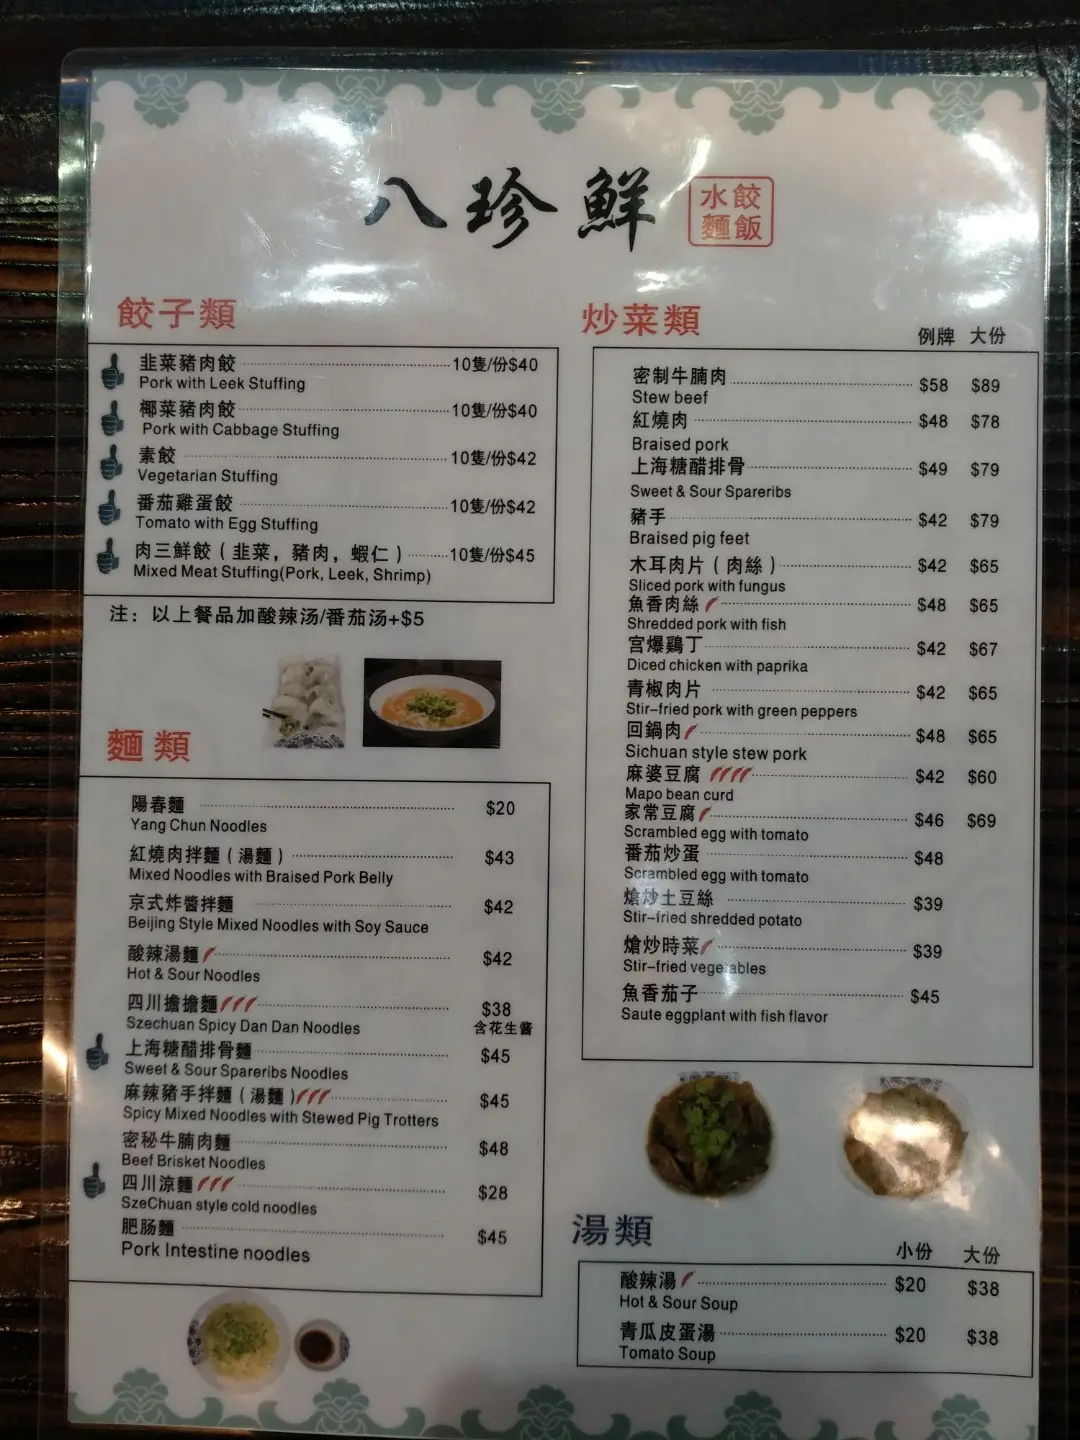 八珍鮮
水餃
麵飯
餃子類
韭菜豬肉餃 10隻/份$40
Pork with Leek Stuffing
椰菜豬肉餃 10隻/份$40
Pork with Cabbage Stuffing
素餃 10隻/份$42
Vegetarian Stuffing
番茄雞蛋餃 10隻/份$42
Tomato with Egg Stuffing
肉三鮮餃（韭菜，豬肉，蝦仁） 10隻/份$45
Mixed Meat Stuffing(Pork, Leek, Shrimp)
注：以上餐品加酸辣汤/番茄汤+$5
麵類
陽春麵 $20
Yang Chun Noodles
紅燒肉拌麵（湯麵） $43
Mixed Noodles with Braised Pork Belly
京式炸醬拌麵 $42
Beijing Style Mixed Noodles with Soy Sauce
酸辣湯麵 $42
Hot & Sour Noodles
四川擔擔麵 $38
Szechuan Spicy Dan Dan Noodles 含花生醬
上海糖醋排骨麵 $45
Sweet & Sour Spareribs Noodles
麻辣豬手拌麵（湯麵） $45
Spicy Mixed Noodles with Stewed Pig Trotters
密秘牛腩肉麵 $48
Beef Brisket Noodles
四川涼麵 $28
SzeChuan style cold noodles
肥肠麵 $45
Pork Intestine noodles
炒菜類
例牌 大份
密制牛腩肉 $58 $89
Stew beef
紅燒肉 $48 $78
Braised pork
上海糖醋排骨 $49 $79
Sweet & Sour Spareribs
豬手 $42 $79
Braised pig feet
木耳肉片（肉絲） $42 $65
Sliced pork with fungus
魚香肉絲 $48 $65
Shredded pork with fish
宫爆鷄丁 $42 $67
Diced chicken with paprika
青椒肉片 $42 $65
Stir-fried pork with green peppers
回鍋肉 $48 $65
Sichuan style stew pork
麻婆豆腐 $42 $60
Mapo bean curd
家常豆腐 $46 $69
Scrambled egg with tomato
番茄炒蛋 $48
Scrambled egg with tomato
熗炒土豆絲 $39
Stir-fried shredded potato
熗炒時菜 $39
Stir-fried vegetables
魚香茄子 $45
Saute eggplant with fish flavor
湯類
小份 大份
酸辣湯 $20 $38
Hot & Sour Soup
青瓜皮蛋湯 $20 $38
Tomato Soup